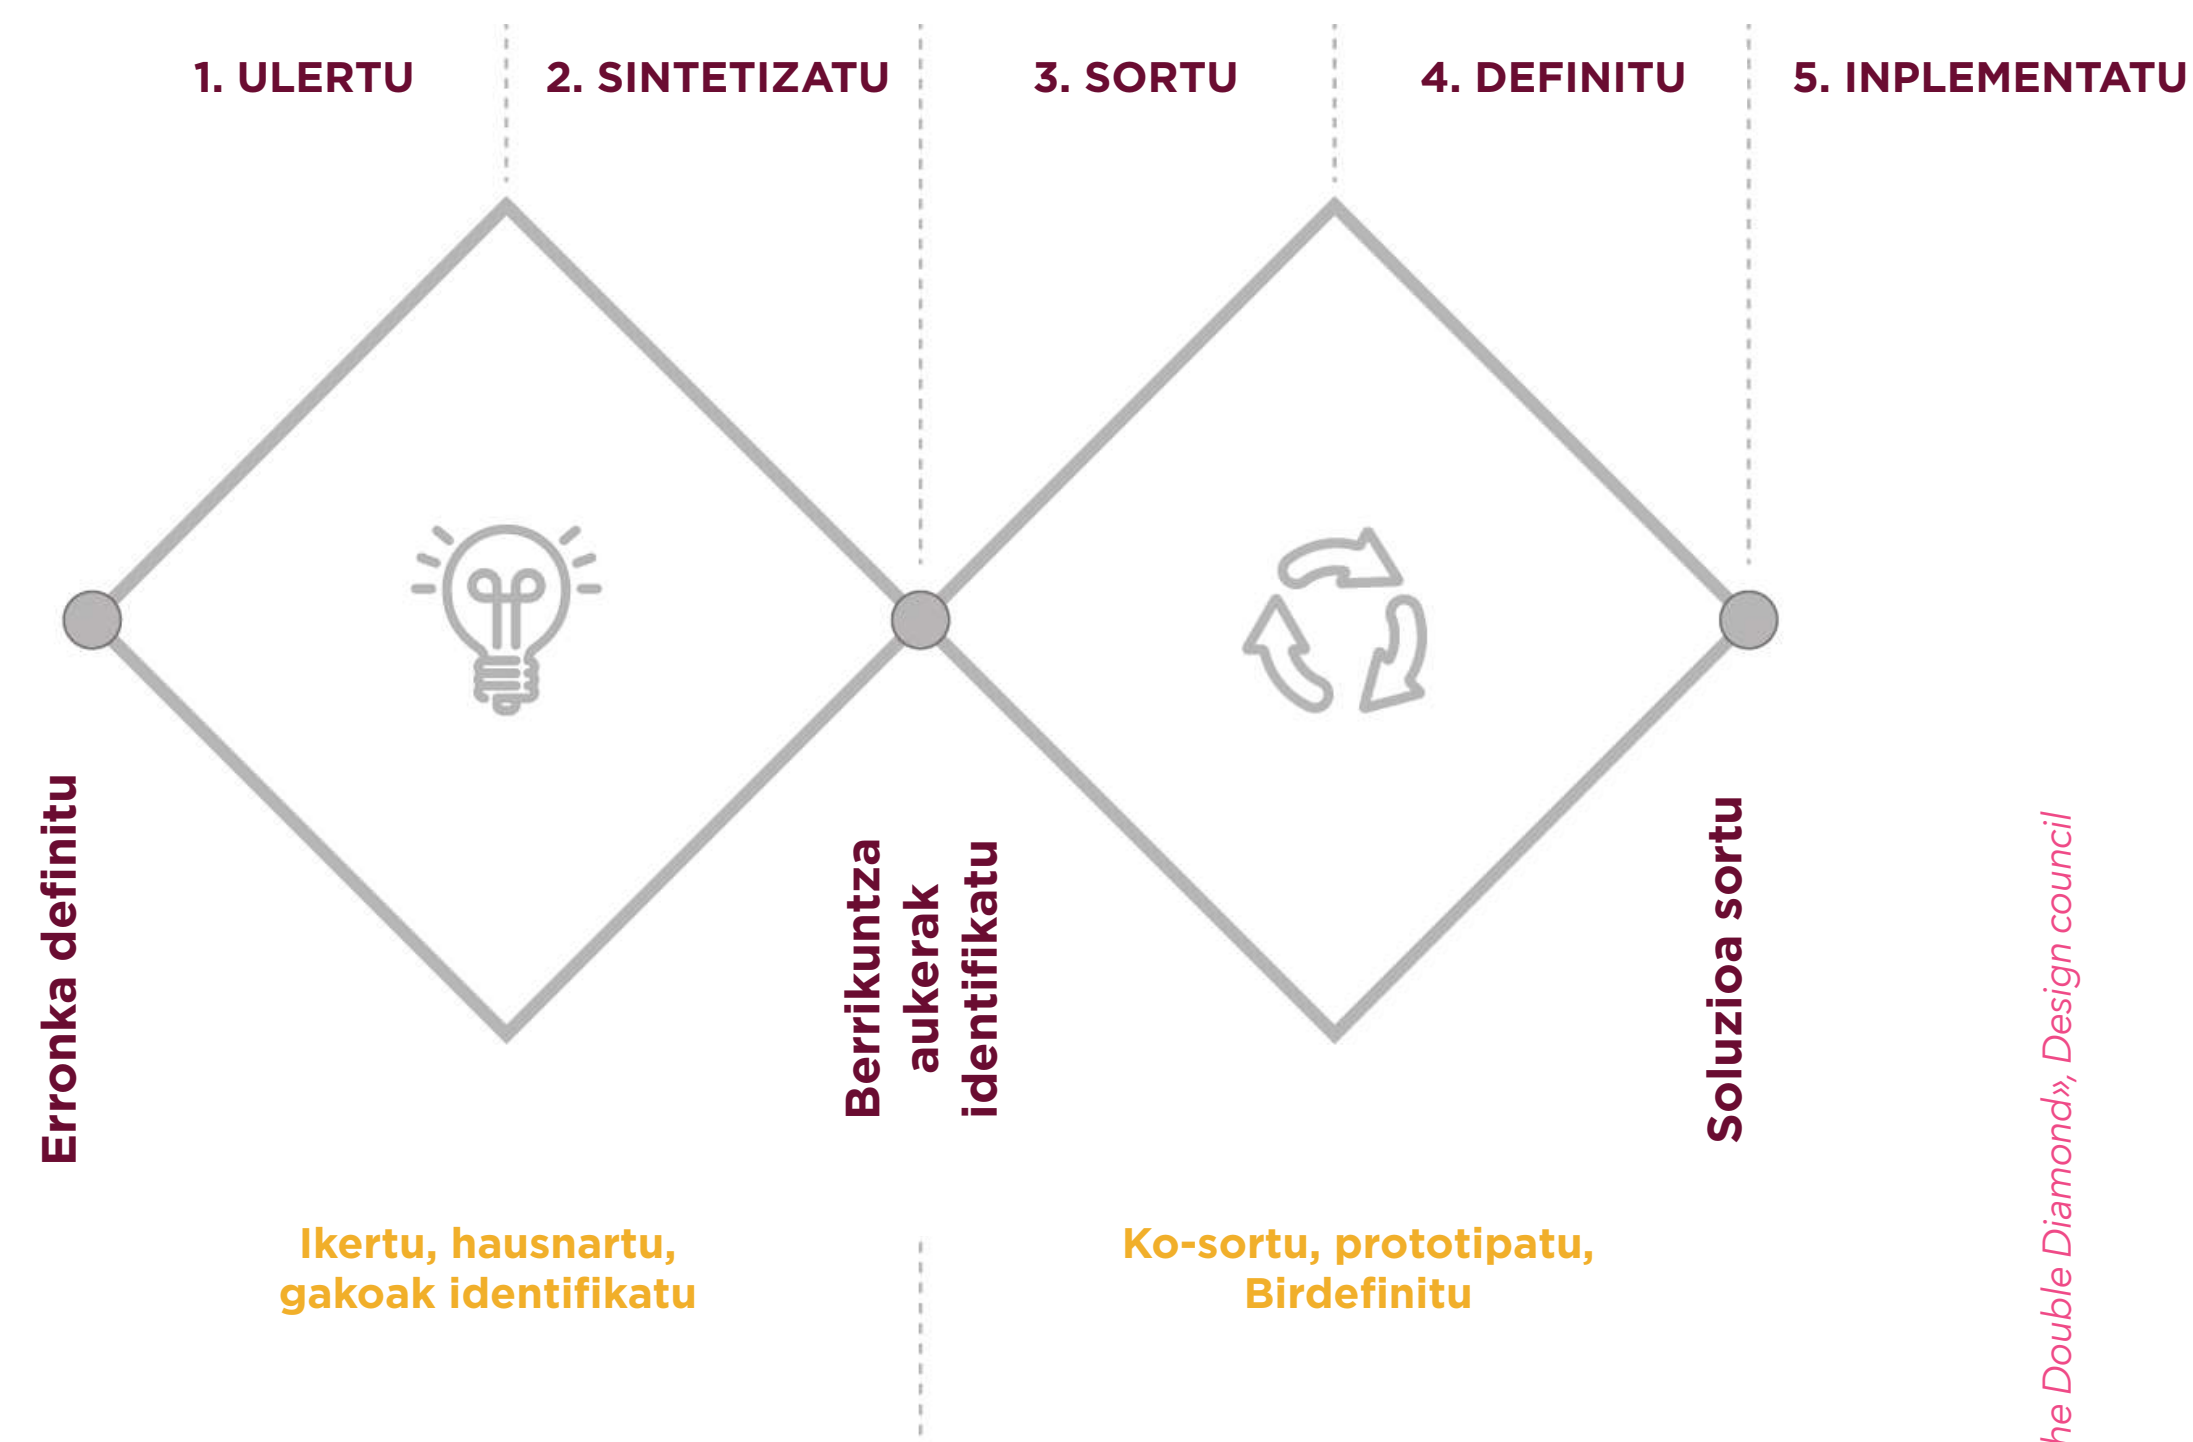 1. ULERTU
2. SINTETIZATU
3. SORTU
4. DEFINITU
5. INPLEMENTATU
Erronka definitu
Berrikuntza
aukerak
identifikatu
Soluzioa sortu
Ikertu, hausnartu,
gakoak identifikatu
Ko-sortu, prototipatu,
Birdefinitu
Double Diamond», Design council